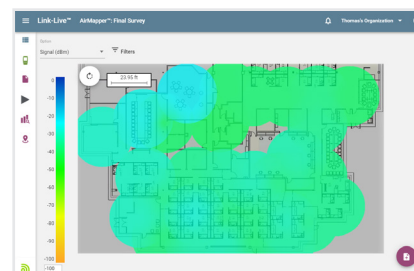 Link-Live™ AirMapper™: Final Survey
Thomas's Organization
Signal (dBm)
Filters
23.95 ft
0
-10
-20
-30
-40
-50
-60
-70
-80
-90
-100
-100